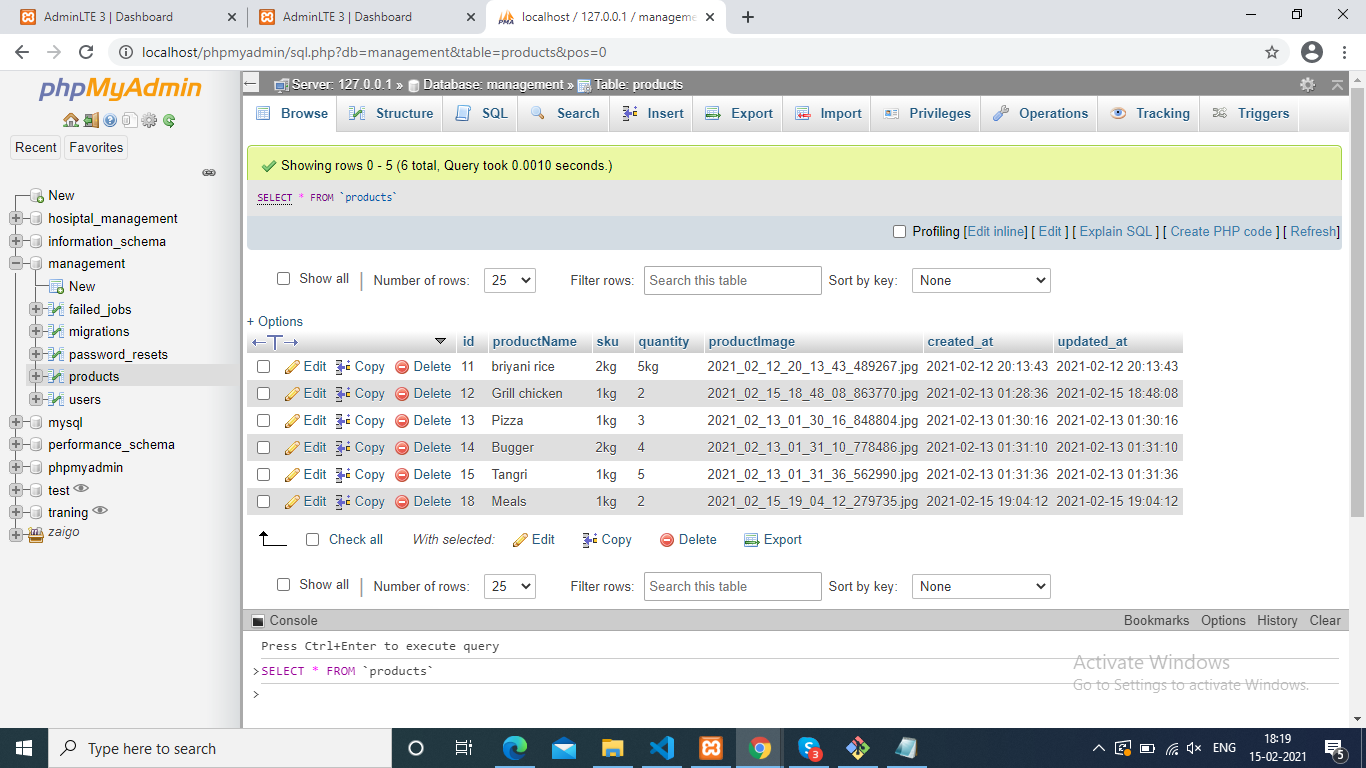 AdminLTE 3 | Dashboard
AdminLTE 3 | Dashboard
PMA
localhost / 127.0.0.1 / manageme
localhost/phpmyadmin/sql.php?db=management&table=products&pos=0
phpMyAdmin
Recent
Favorites
New
hosiptal_management
information_schema
management
New
failed_jobs
migrations
password_resets
products
users
mysql
performance_schema
phpmyadmin
test
traning
zaigo
Server: 127.0.0.1 » Database: management » Table: products
Browse Structure SQL Search Insert Export Import Privileges Operations Tracking Triggers
Showing rows 0 - 5 (6 total, Query took 0.0010 seconds.)
SELECT * FROM `products`
Profiling [Edit inline] [ Edit ] [ Explain SQL ] [ Create PHP code ] [ Refresh]
Show all | Number of rows: 25 Filter rows: Search this table Sort by key: None
+ Options
←T→ id productName sku quantity productImage created_at updated_at
Edit Copy Delete 11 briyani rice 2kg 5kg 2021_02_12_20_13_43_489267.jpg 2021-02-12 20:13:43 2021-02-12 20:13:43
Edit Copy Delete 12 Grill chicken 1kg 2 2021_02_15_18_48_08_863770.jpg 2021-02-13 01:28:36 2021-02-15 18:48:08
Edit Copy Delete 13 Pizza 1kg 3 2021_02_13_01_30_16_848804.jpg 2021-02-13 01:30:16 2021-02-13 01:30:16
Edit Copy Delete 14 Bugger 2kg 4 2021_02_13_01_31_10_778486.jpg 2021-02-13 01:31:10 2021-02-13 01:31:10
Edit Copy Delete 15 Tangri 1kg 5 2021_02_13_01_31_36_562990.jpg 2021-02-13 01:31:36 2021-02-13 01:31:36
Edit Copy Delete 18 Meals 1kg 2 2021_02_15_19_04_12_279735.jpg 2021-02-15 19:04:12 2021-02-15 19:04:12
Check all With selected: Edit Copy Delete Export
Show all | Number of rows: 25 Filter rows: Search this table Sort by key: None
Console Bookmarks Options History Clear
Press Ctrl+Enter to execute query
>SELECT * FROM `products`
>
Activate Windows
Go to Settings to activate Windows.
Type here to search
3
ENG
18:19
15-02-2021
5